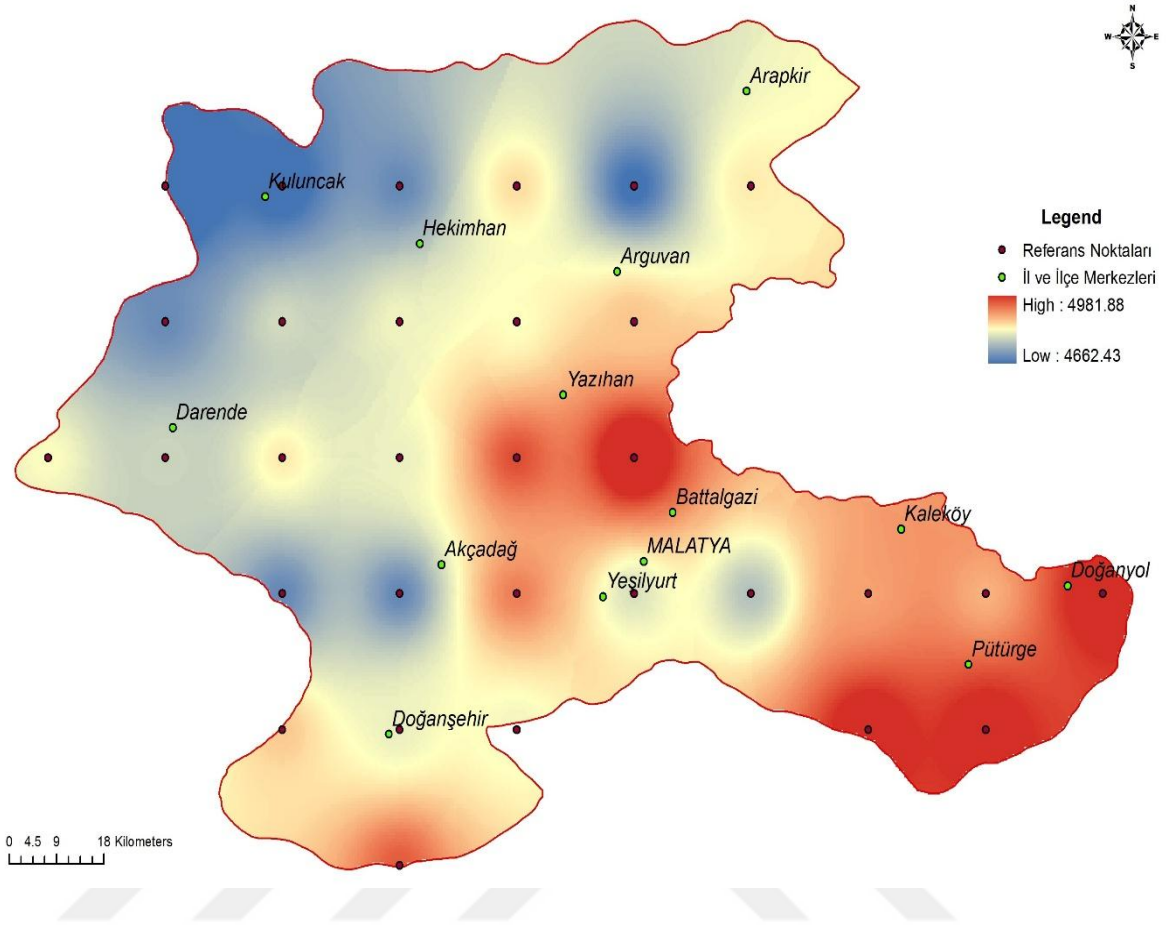 N
W E
S
Arapkir
Kuluncak
Hekimhan
Arguvan
Legend
Referans Noktaları
İl ve İlçe Merkezleri
High : 4981.88
Low : 4662.43
Yazıhan
Darende
Battalgazi
Kaleköy
Akçadağ
MALATYA
Yeşilyurt
Doğanyol
Pütürge
Doğanşehir
0 4.5 9 18 Kilometers